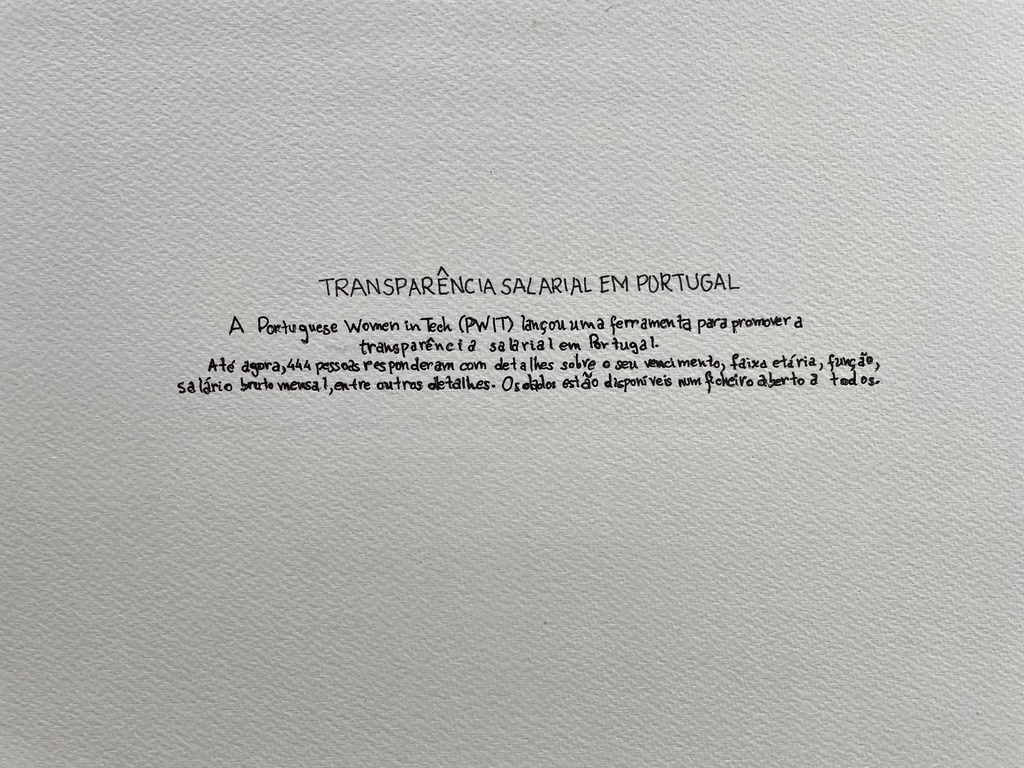 TRANSPARÊNCIA SALARIAL EM PORTUGAL
A Portuguese Women in Tech (PWIT) lançou uma ferramenta para promover a
transparência salarial em Portugal.
Até agora, 444 pessoas responderam com detalhes sobre o seu vencimento, faixa etária, função,
salário bruto mensal, entre outros detalhes. Os dados estão disponíveis num ficheiro aberto a todos.